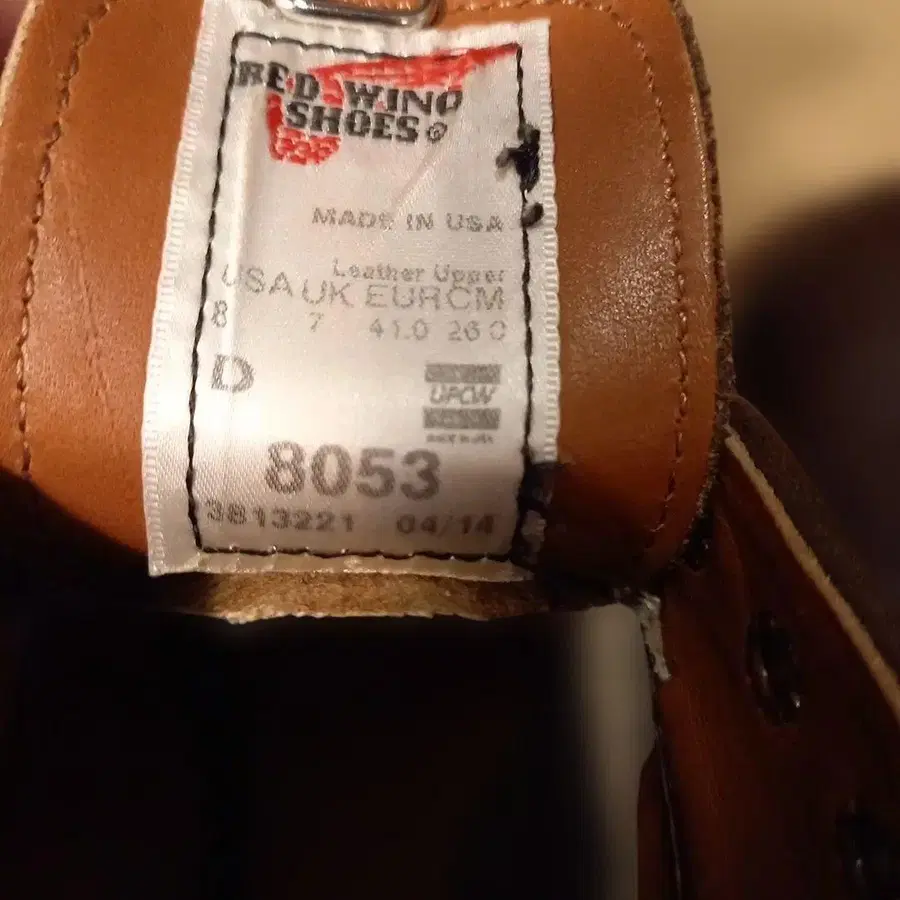 RED WING
SHOES®
MADE IN USA
Leather Upper
USA UK EUR CM
8 7 41.0 26 0
D
UFCW
8053
3813221 04/14